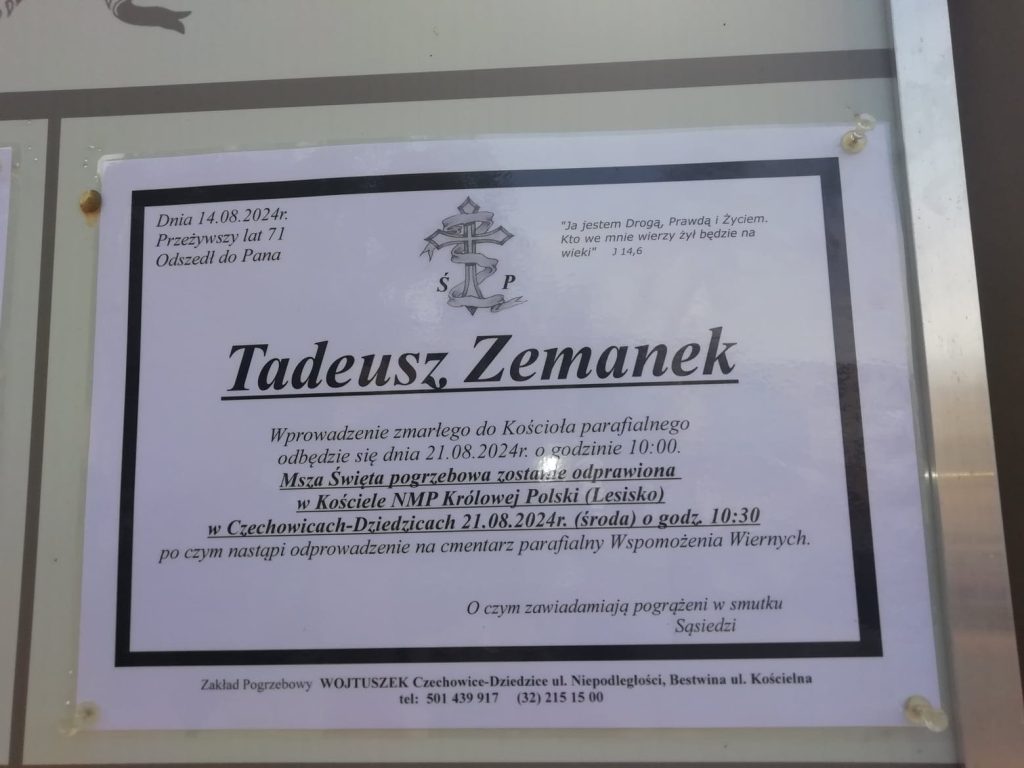 Dnia 14.08.2024r.
Przeżywszy lat 71
Odszedł do Pana
"Ja jestem Drogą, Prawdą i Życiem.
Kto we mnie wierzy żył będzie na
wieki" J 14,6
Ś P
Tadeusz Zemanek
Wprowadzenie zmarłego do Kościoła parafialnego
odbędzie się dnia 21.08.2024r. o godzinie 10:00.
Msza Święta pogrzebowa zostanie odprawiona
w Kościele NMP Królowej Polski (Lesisko)
w Czechowicach-Dziedzicach 21.08.2024r. (środa) o godz. 10:30
po czym nastąpi odprowadzenie na cmentarz parafialny Wspomożenia Wiernych.
O czym zawiadamiają pogrążeni w smutku
Sąsiedzi
Zakład Pogrzebowy WOJTUSZEK Czechowice-Dziedzice ul. Niepodległości, Bestwina ul. Kościelna
tel: 501 439 917 (32) 215 15 00